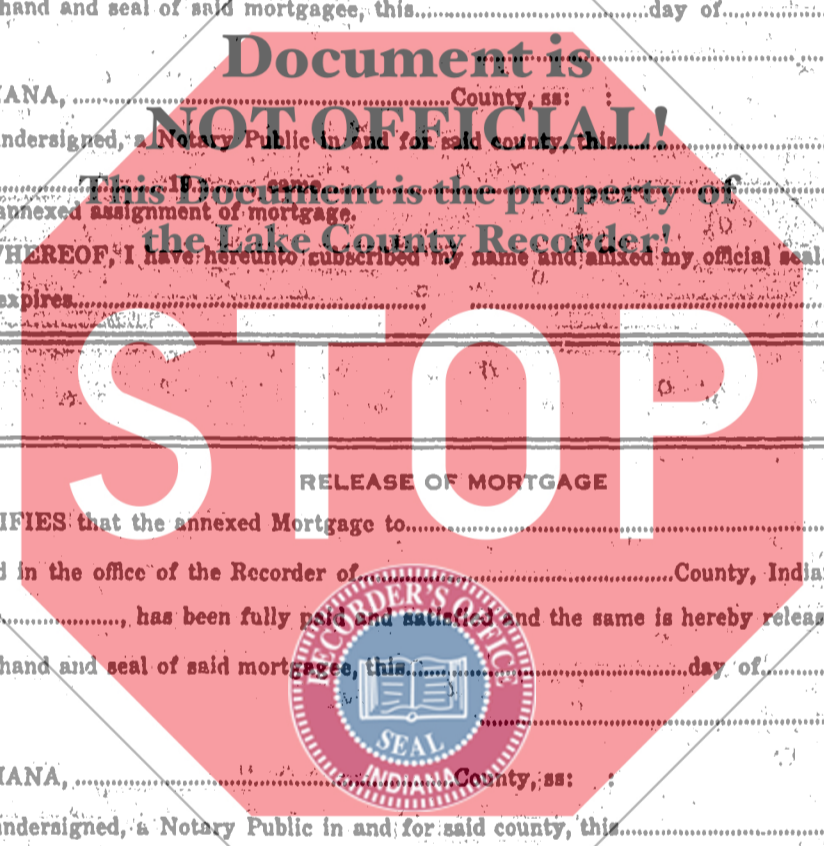 hand and seal of said mortgagee, this..............................day of..............
Document is
IANA, ..................................................County, ss:
NOT OFFICIAL!
ndersigned, a Notary Public in and for said county, this..............................
This Document is the property of
19 came
annexed assignment of mortgage.
the Lake County Recorder!
WHEREOF, I have hereunto subscribed my name and affixed my official seal.
expires..................................................
STOP
RELEASE OF MORTGAGE
IFIES that the annexed Mortgage to..................................................
d in the office of the Recorder of..................................................County, India
..................., has been fully paid and satisfied and the same is hereby releas
RECORDER'S OFFICE
hand and seal of said mortgagee, this..............................day of..............
SEAL
INDIANA
IANA, ..................................................County, ss:
ndersigned, a Notary Public in and for said county, this..............................